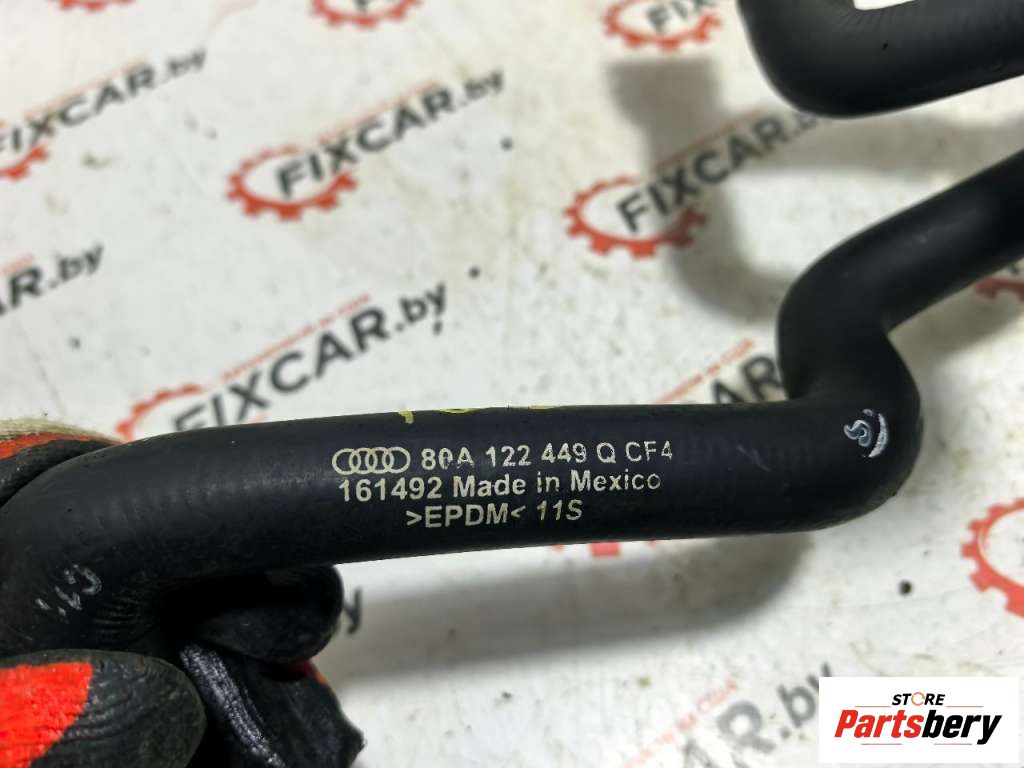 FIXCAR.by
FIXCAR.by
FIXCAR.by
FIXCAR.by
80A 122 449 Q CF4
161492 Made in Mexico
>EPDM< 11S
STORE
Partsbery